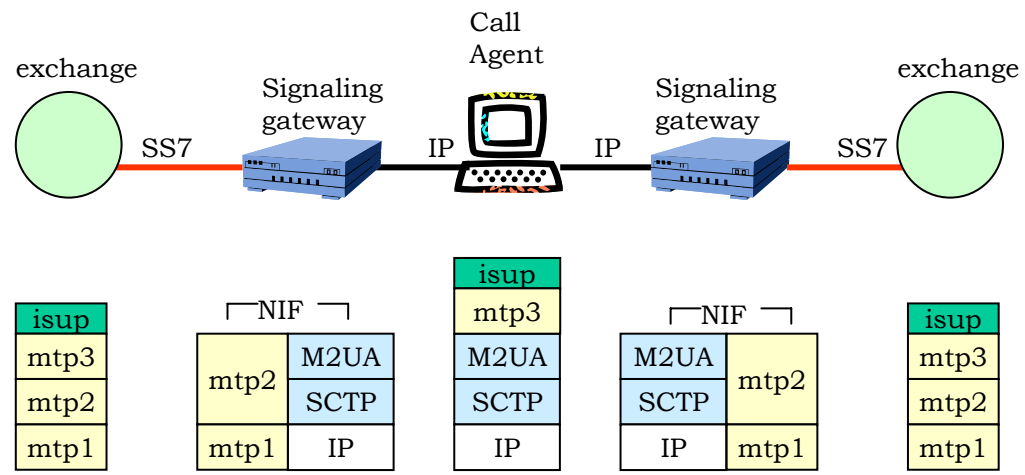 Call
Agent
exchange
Signaling
gateway
Signaling
gateway
exchange
SS7
IP
IP
SS7
isup
mtp3
mtp2
mtp1
NIF
mtp2
M2UA
SCTP
mtp1
IP
isup
mtp3
M2UA
SCTP
IP
NIF
M2UA
mtp2
SCTP
IP
mtp1
isup
mtp3
mtp2
mtp1